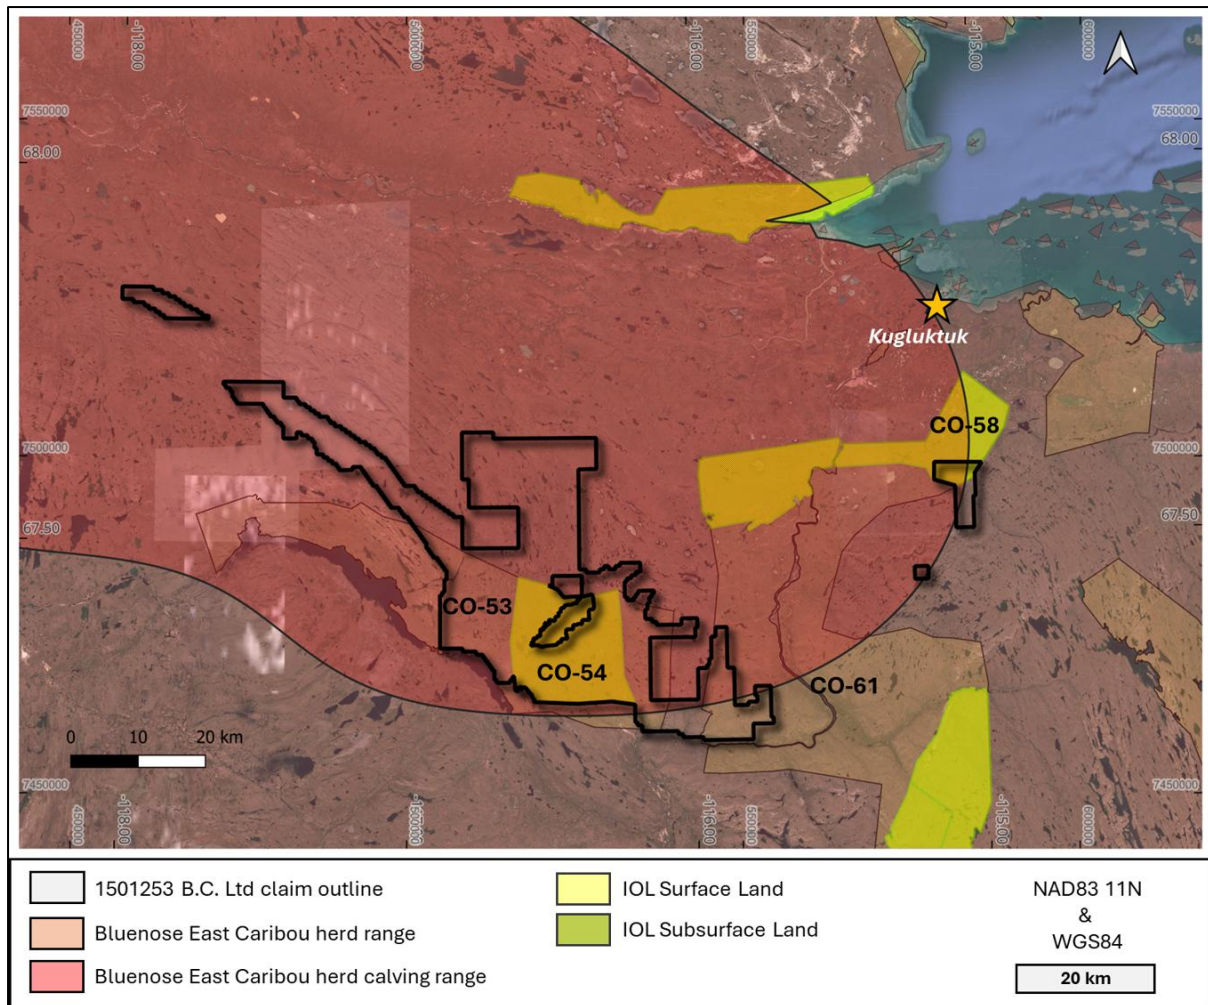 450000
-118.00
500000
-116.00
550000
-115.00
600000
7550000
68.00
7550000
68.00
Kugluktuk
CO-58
7500000
7500000
67.50
67.50
CO-53
CO-54
CO-61
0 10 20 km
7450000
7450000
450000
-118.00
500000
-116.00
550000
-115.00
600000
1501253 B.C. Ltd claim outline
Bluenose East Caribou herd range
Bluenose East Caribou herd calving range
IOL Surface Land
IOL Subsurface Land
NAD83 11N
&
WGS84
20 km